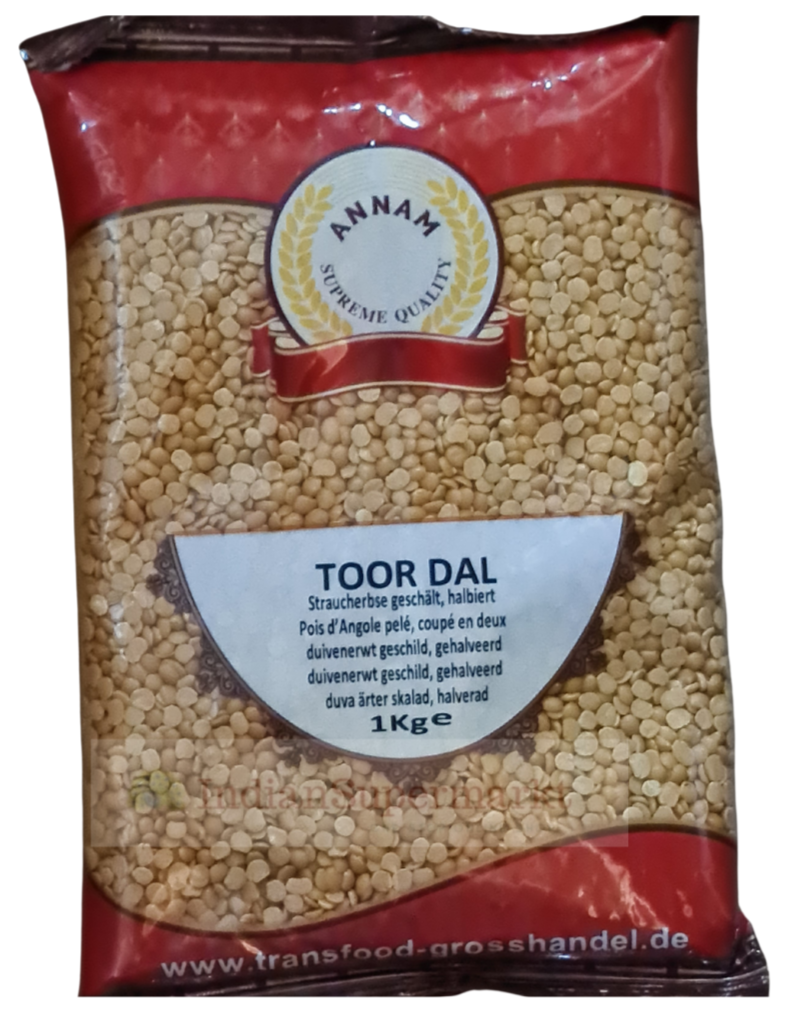 ANNAM
SUPREME QUALITY
TOOR DAL
Straucherbse geschält, halbiert
Pois d'Angole pelé, coupé en deux
duivenerwt geschild, gehalveerd
duivenerwt geschild, gehalveerd
duva ärter skalad, halverad
1Kg e
IndianSupermarkt
www.transfood-grosshandel.de